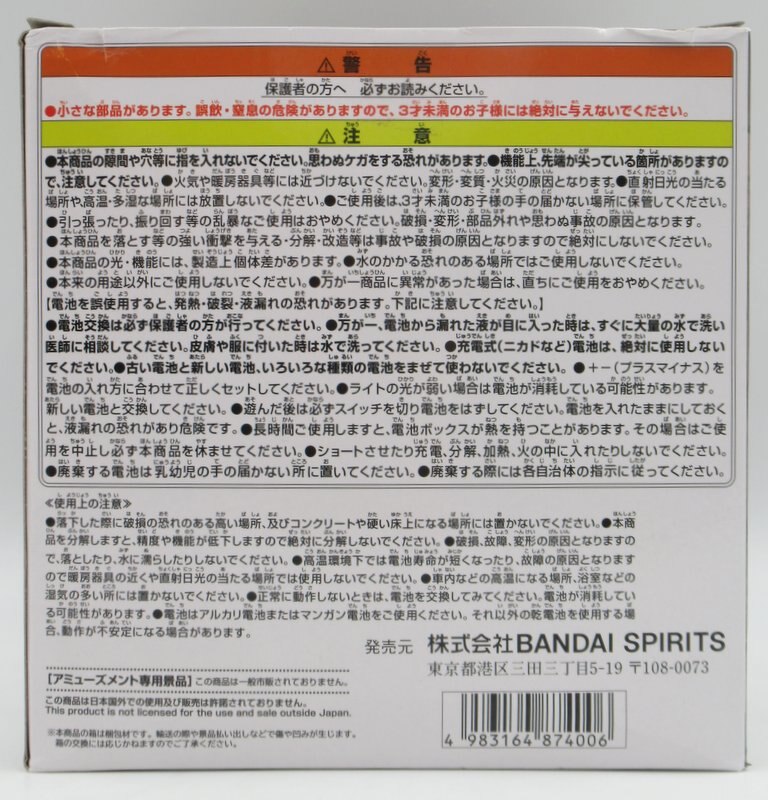 ⚠警　告
保護者の方へ　必ずお読みください。
●小さな部品があります。誤飲・窒息の危険がありますので、3才未満のお子様には絶対に与えないでください。
⚠注　意
●本商品の隙間や穴等に指を入れないでください。思わぬケガをする恐れがあります。●機能上、先端が尖っている箇所がありますの
で、注意してください。●火気や暖房器具等には近づけないでください。変形・変質・火災の原因となります。●直射日光の当たる
場所や、高温・多湿な場所には放置しないでください。●ご使用後は、3才未満のお子様の手の届かない場所に保管してください。
●引っ張ったり、振り回す等の乱暴なご使用はおやめください。破損・変形・部品外れや思わぬ事故の原因となります。
●本商品を落とす等の強い衝撃を与える・分解・改造等は事故や破損の原因となりますので絶対にしないでください。
●本商品の光・機能には、製造上個体差があります。●水のかかる恐れのある場所ではご使用しないでください。
●本来の用途以外にご使用しないでください。●万が一商品に異常があった場合は、直ちにご使用をおやめください。
【電池を誤使用すると、発熱・破裂・液漏れの恐れがあります。下記に注意してください。】
●電池交換は必ず保護者の方が行ってください。●万が一、電池から漏れた液が目に入った時は、すぐに大量の水で洗い
医師に相談してください。皮膚や服に付いた時は水で洗ってください。●充電式(ニカドなど)電池は、絶対に使用しない
でください。●古い電池と新しい電池、いろいろな種類の電池をまぜて使わないでください。●+−(プラスマイナス)を
電池の入れ方に合わせて正しくセットしてください。●ライトの光が弱い場合は電池が消耗している可能性があります。
新しい電池と交換してください。●遊んだ後は必ずスイッチを切り電池をはずしてください。電池を入れたままにしておく
と、液漏れの恐れがあり危険です。●長時間ご使用しますと、電池ボックスが熱を持つことがあります。その場合はご使
用を中止し必ず本商品を休ませてください。●ショートさせたり充電、分解、加熱、火の中に入れたりしないでください。
●廃棄する電池は乳幼児の手の届かない所に置いてください。●廃棄する際には各自治体の指示に従ってください。
≪使用上の注意≫
●落下した際に破損の恐れのある高い場所、及びコンクリートや硬い床上になる場所には置かないでください。●本商
品を分解しますと、精度や機能が低下しますので絶対に分解しないでください。●破損、故障、変形の原因となりますの
で、落としたり、水に濡らしたりしないでください。●高温環境下では電池寿命が短くなったり、故障の原因となります
ので暖房器具の近くや直射日光の当たる場所では使用しないでください。●車内などの高温になる場所、浴室などの
湿気の多い所には置かないでください。●正常に動作しないときは、電池を交換してみてください。電池が消耗してい
る可能性があります。●電池はアルカリ電池またはマンガン電池をご使用ください。それ以外の乾電池を使用する場
合、動作が不安定になる場合があります。
発売元　株式会社BANDAI SPIRITS
東京都港区三田三丁目5-19 〒108-0073
【アミューズメント専用景品】この商品は一般市販されておりません。
この商品は日本国外での使用及び販売は許諾されておりません。
This product is not licensed for the use and sale outside Japan.
※本商品の箱は梱包材です。輸送の際や景品払い出しなどで傷や凹みが生じます。
箱の交換には応じかねますのでご了承ください。
4 983164 874006